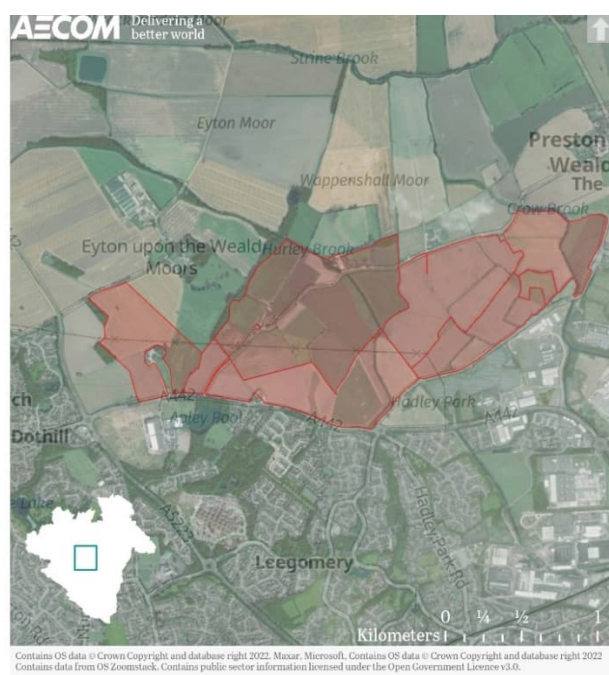 AECOM Delivering a
better world
Strine Brook
Eyton Moor
Preston
Weald
The
Wappenshall Moor
Crow Brook
Eyton upon the Weald
Moors
Hurley Brook
A442
Apley Pool
A442
Hadley Park
A442
ch
Dothill
A5223
e Lake
Leegomery
Hadley Park Rd
0 ¼ ½ 1
Kilometers
Contains OS data © Crown Copyright and database right 2022. Maxar, Microsoft, Contains OS data © Crown Copyright and database right 2022
Contains data from OS Zoomstack. Contains public sector information licensed under the Open Government Licence v3.0.